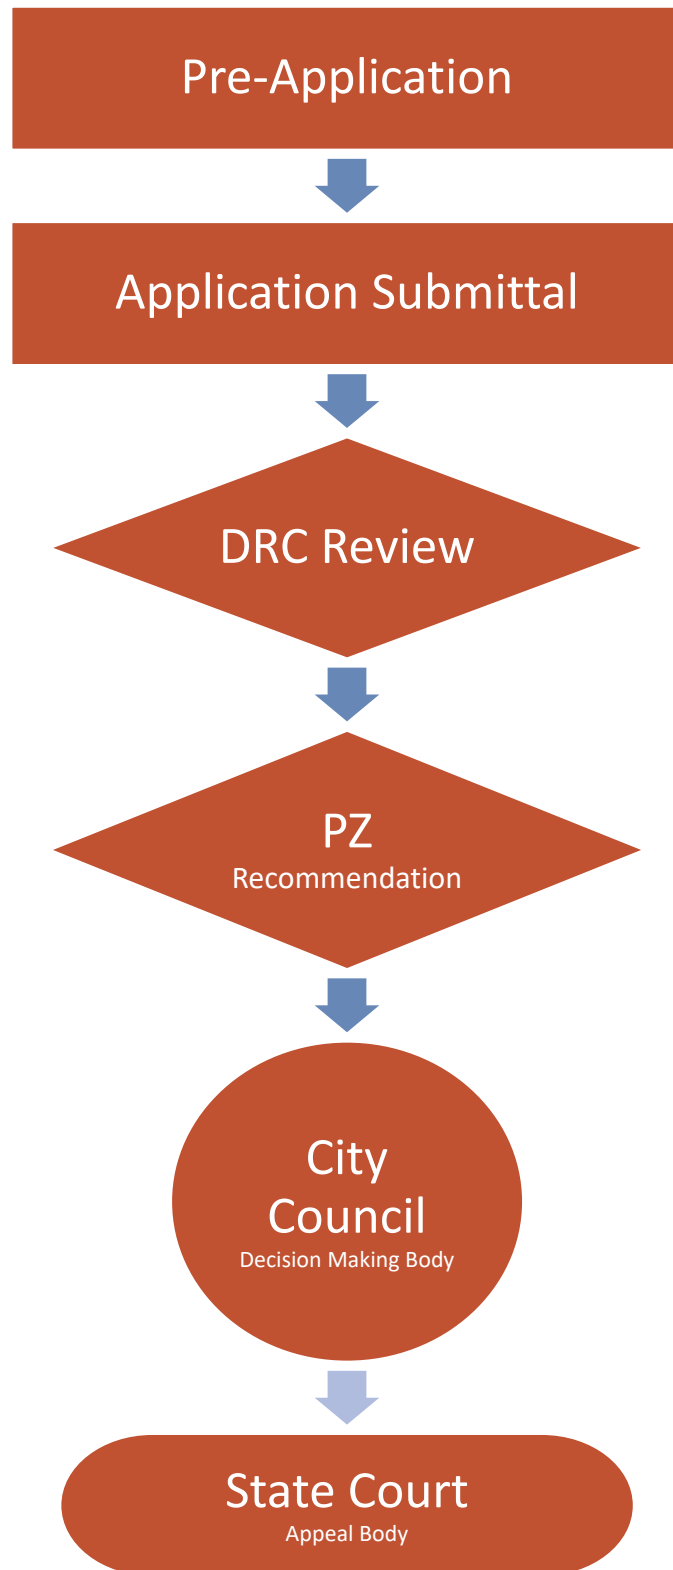 Pre-Application
Application Submittal
DRC Review
PZ
Recommendation
City
Council
Decision Making Body
State Court
Appeal Body